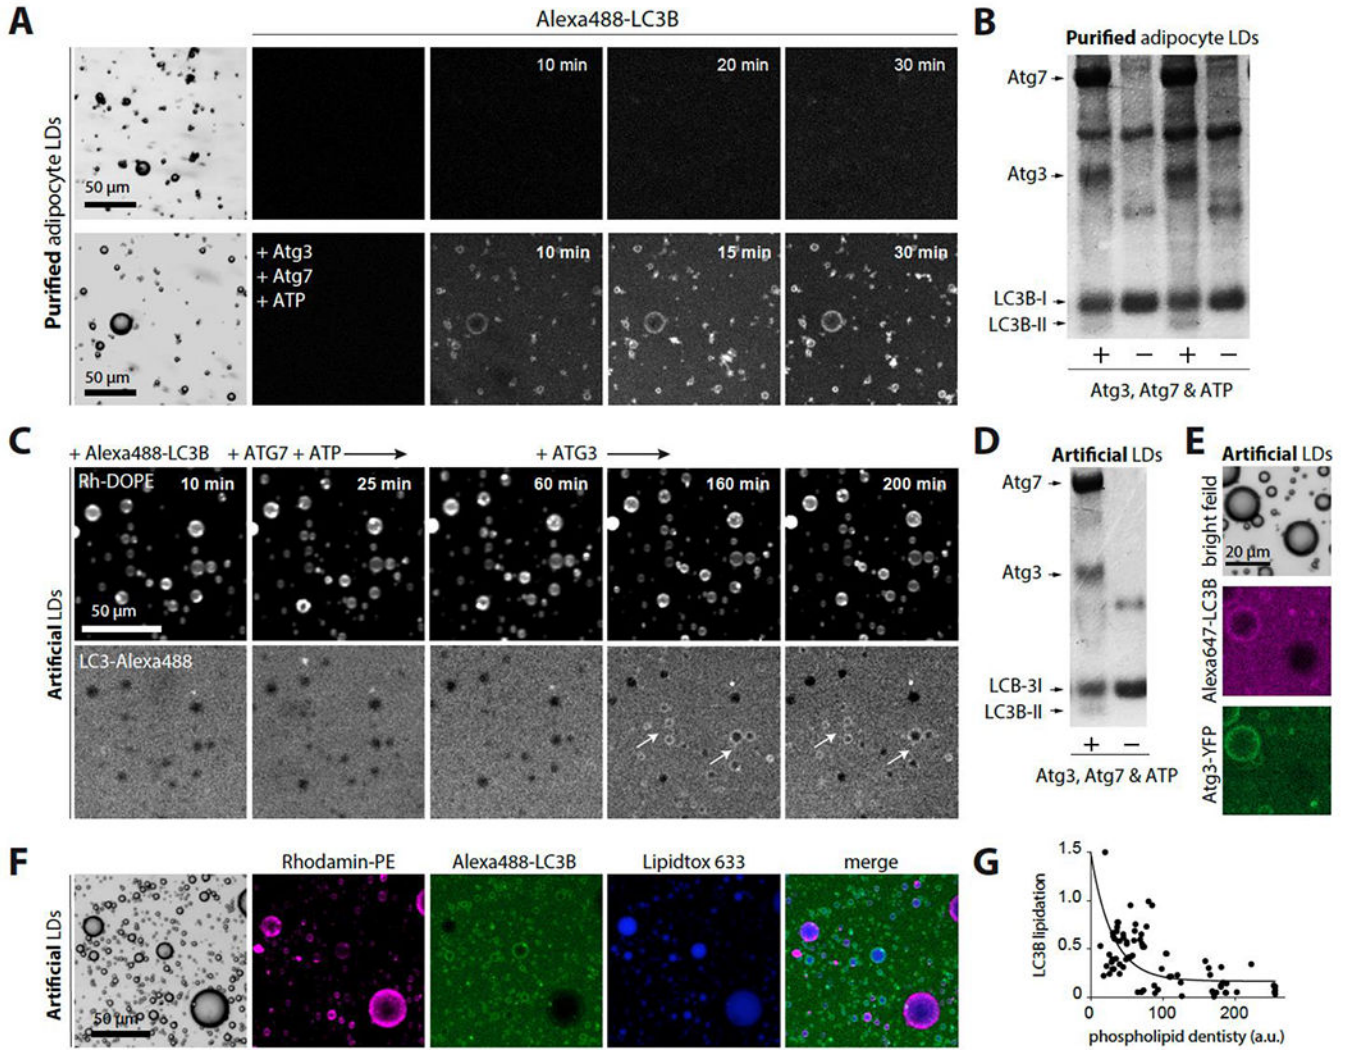 A
Alexa488-LC3B
Purified adipocyte LDs
50 µm
10 min
20 min
30 min
50 µm
+ Atg3
+ Atg7
+ ATP
10 min
15 min
30 min
B
Purified adipocyte LDs
Atg7
Atg3
LC3B-I
LC3B-II
+ − + −
Atg3, Atg7 & ATP
C
+ Alexa488-LC3B + ATG7 + ATP + ATG3
Artificial LDs
Rh-DOPE
10 min
25 min
60 min
160 min
200 min
50 µm
LC3-Alexa488
D
Artificial LDs
Atg7
Atg3
LCB-3I
LC3B-II
+ −
Atg3, Atg7 & ATP
E
Artificial LDs
bright feild
20 µm
Alexa647-LC3B
Atg3-YFP
F
Artificial LDs
Rhodamin-PE
Alexa488-LC3B
Lipidtox 633
merge
50 µm
G
LC3B lipidation
1.5
1.0
0.5
0
0 100 200
phospholipid dentisty (a.u.)